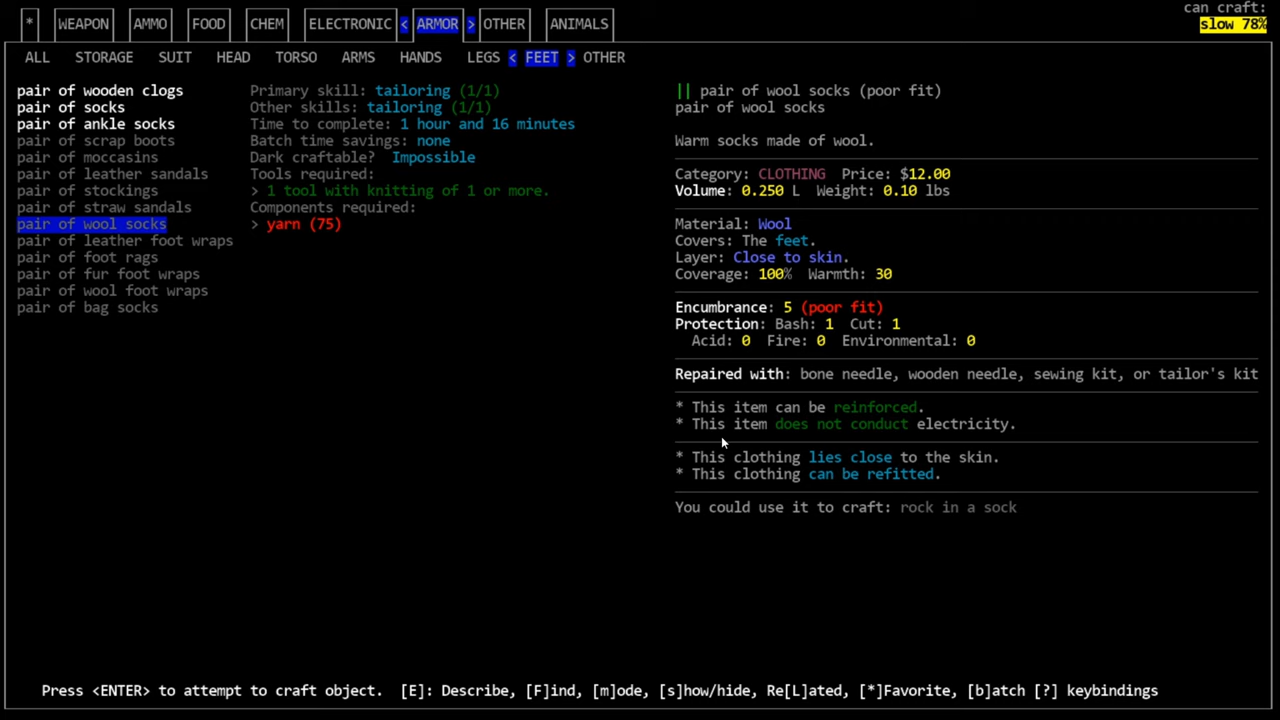 can craft:
* WEAPON AMMO FOOD CHEM ELECTRONIC < ARMOR > OTHER ANIMALS slow 78%
ALL STORAGE SUIT HEAD TORSO ARMS HANDS LEGS < FEET > OTHER
pair of wooden clogs
pair of socks
pair of ankle socks
pair of scrap boots
pair of moccasins
pair of leather sandals
pair of stockings
pair of straw sandals
pair of wool socks
pair of leather foot wraps
pair of foot rags
pair of fur foot wraps
pair of wool foot wraps
pair of bag socks
Primary skill: tailoring (1/1)
Other skills: tailoring (1/1)
Time to complete: 1 hour and 16 minutes
Batch time savings: none
Dark craftable? Impossible
Tools required:
> 1 tool with knitting of 1 or more.
Components required:
> yarn (75)
|| pair of wool socks (poor fit)
pair of wool socks
Warm socks made of wool.
Category: CLOTHING Price: $12.00
Volume: 0.250 L Weight: 0.10 lbs
Material: Wool
Covers: The feet.
Layer: Close to skin.
Coverage: 100% Warmth: 30
Encumbrance: 5 (poor fit)
Protection: Bash: 1 Cut: 1
Acid: 0 Fire: 0 Environmental: 0
Repaired with: bone needle, wooden needle, sewing kit, or tailor's kit
* This item can be reinforced.
* This item does not conduct electricity.
* This clothing lies close to the skin.
* This clothing can be refitted.
You could use it to craft: rock in a sock
Press <ENTER> to attempt to craft object. [E]: Describe, [F]ind, [m]ode, [s]how/hide, Re[L]ated, [*]Favorite, [b]atch [?] keybindings